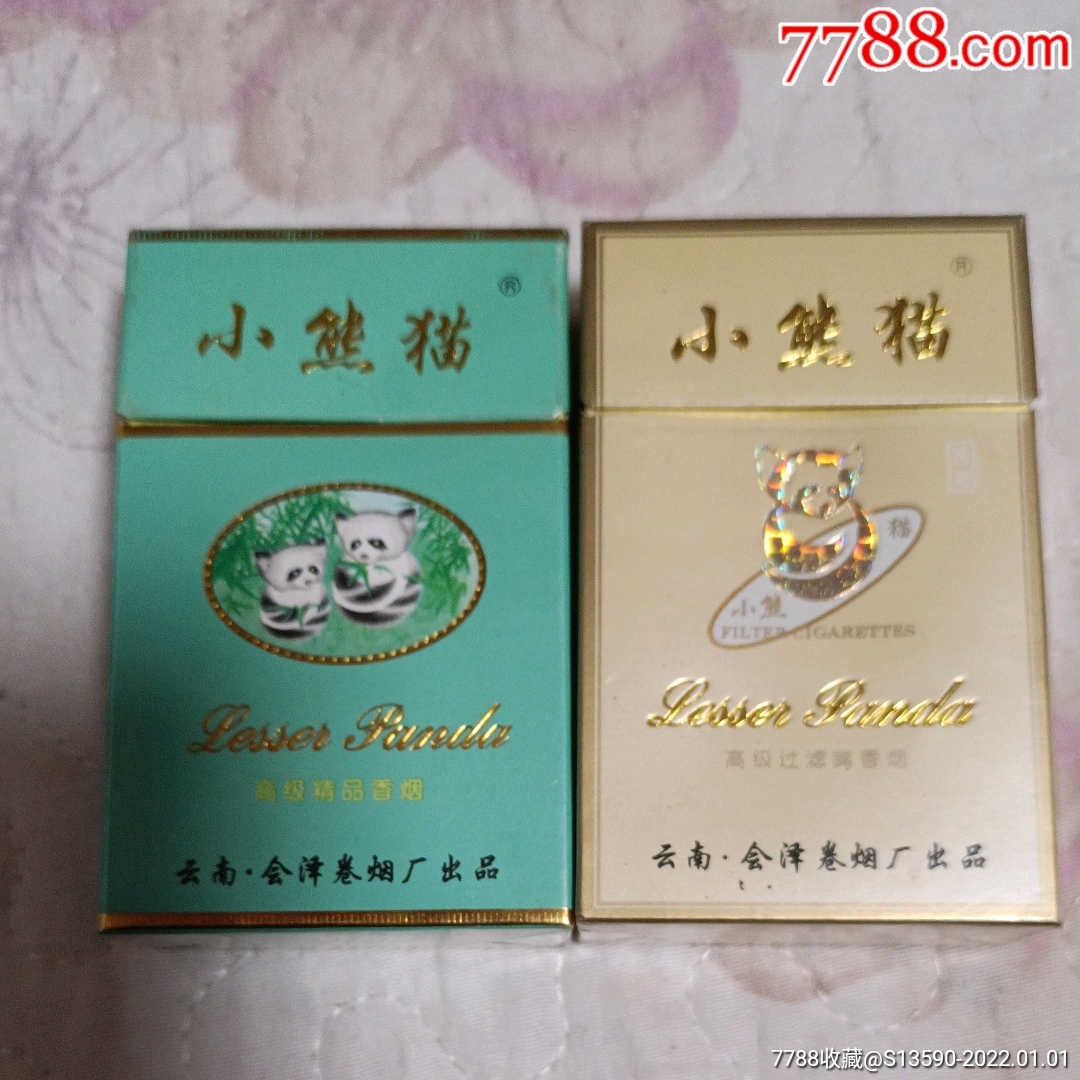 7788.com
小熊猫®
Lesser Panda
高级精品香烟
云南·会泽卷烟厂出品
小熊猫®
猫
小熊
FILTER CIGARETTES
Lesser Panda
高级过滤嘴香烟
云南·会泽卷烟厂出品
7788收藏@S13590-2022.01.01